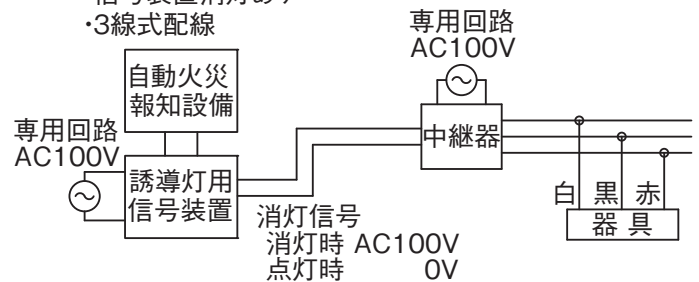 ・3線式配線
専用回路
AC100V
自動火災
報知設備
専用回路
AC100V
誘導灯用
信号装置
中継器
消灯信号
消灯時 AC100V
点灯時 0V
白 黒 赤
器具